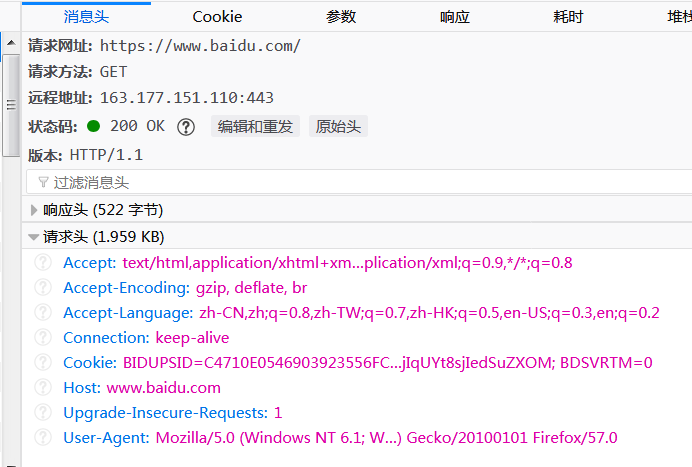 消息头 Cookie 参数 响应 耗时 堆栈
请求网址: https://www.baidu.com/
请求方法: GET
远程地址: 163.177.151.110:443
状态码: 200 OK ? 编辑和重发 原始头
版本: HTTP/1.1
过滤消息头
响应头 (522 字节)
请求头 (1.959 KB)
? Accept: text/html,application/xhtml+xm...plication/xml;q=0.9,*/*;q=0.8
? Accept-Encoding: gzip, deflate, br
? Accept-Language: zh-CN,zh;q=0.8,zh-TW;q=0.7,zh-HK;q=0.5,en-US;q=0.3,en;q=0.2
? Connection: keep-alive
? Cookie: BIDUPSID=C4710E0546903923556FC...jIqUYt8sjIedSuZXOM; BDSVRTM=0
? Host: www.baidu.com
? Upgrade-Insecure-Requests: 1
? User-Agent: Mozilla/5.0 (Windows NT 6.1; W...) Gecko/20100101 Firefox/57.0